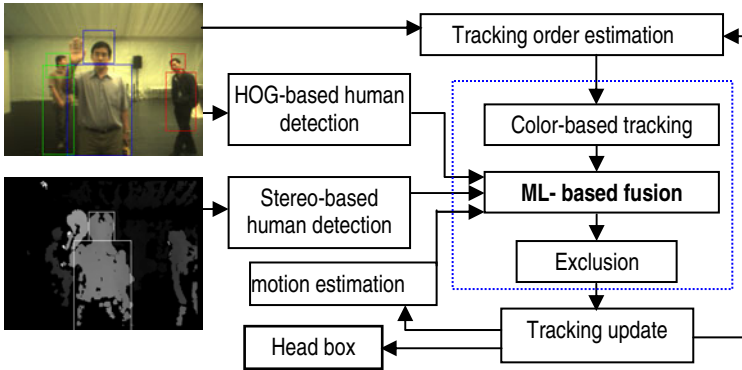 Tracking order estimation
HOG-based human
detection
Color-based tracking
ML- based fusion
Stereo-based
human detection
Exclusion
motion estimation
Tracking update
Head box